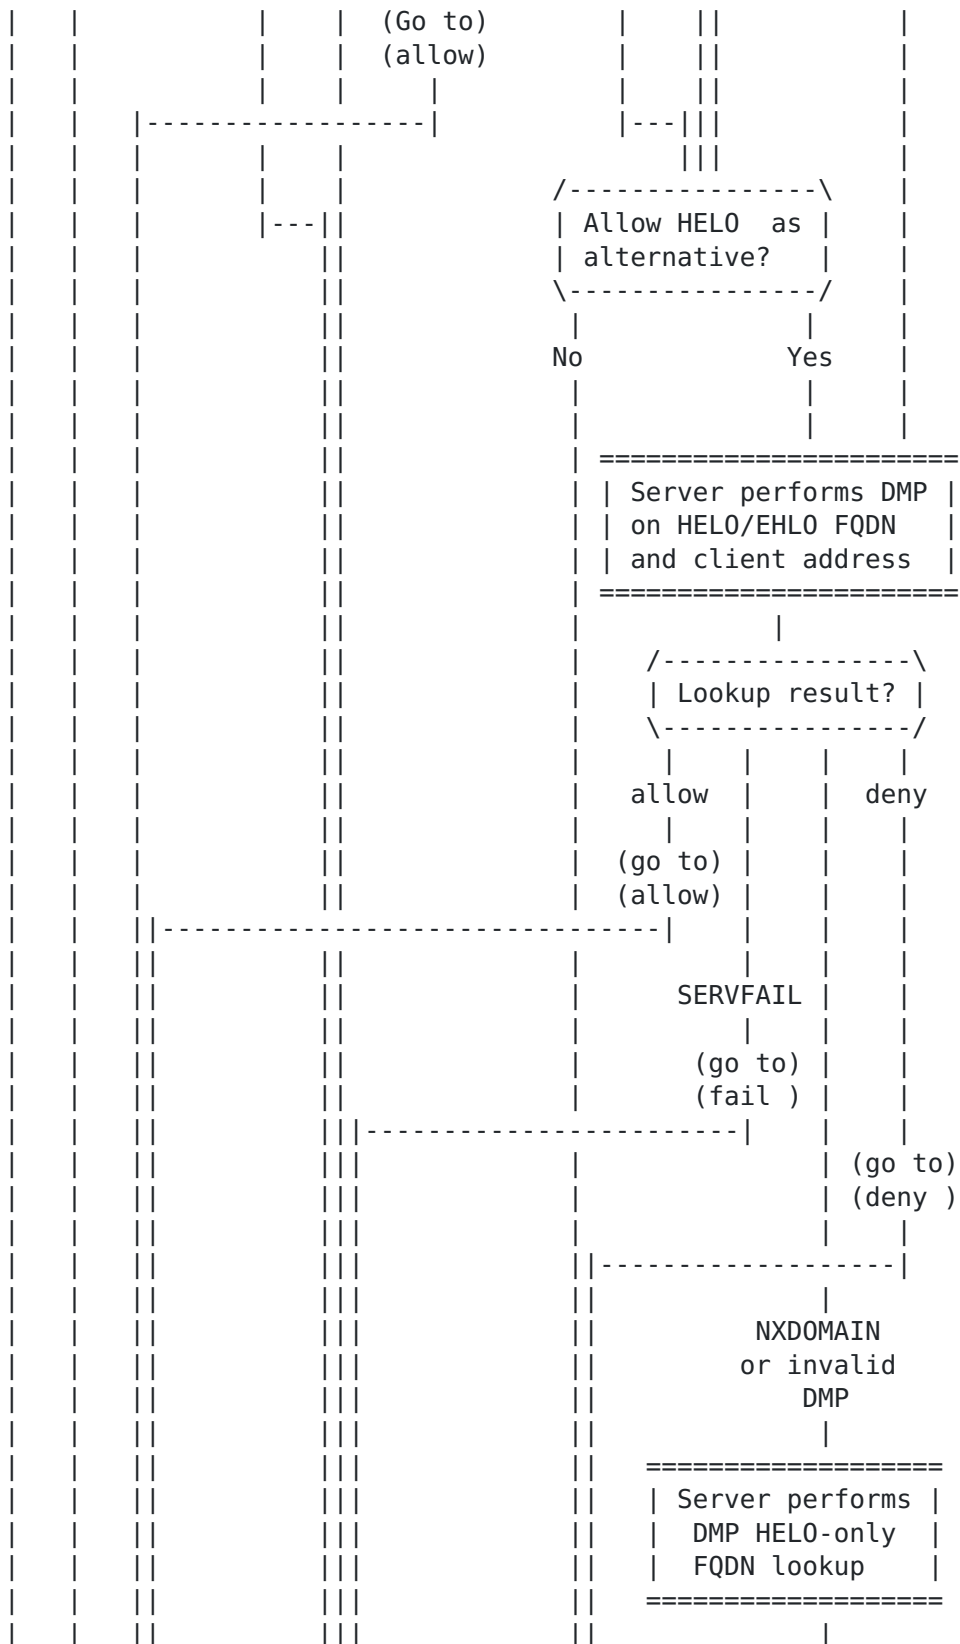 (Go to)
(allow)
Allow HELO  as
alternative?
No Yes
Server performs DMP
on HELO/EHLO FQDN
and client address
Lookup result?
allow deny
(go to)
(allow)
SERVFAIL
(go to)
(fail )
(go to)
(deny )
NXDOMAIN
or invalid
DMP
Server performs
DMP HELO-only
FQDN lookup